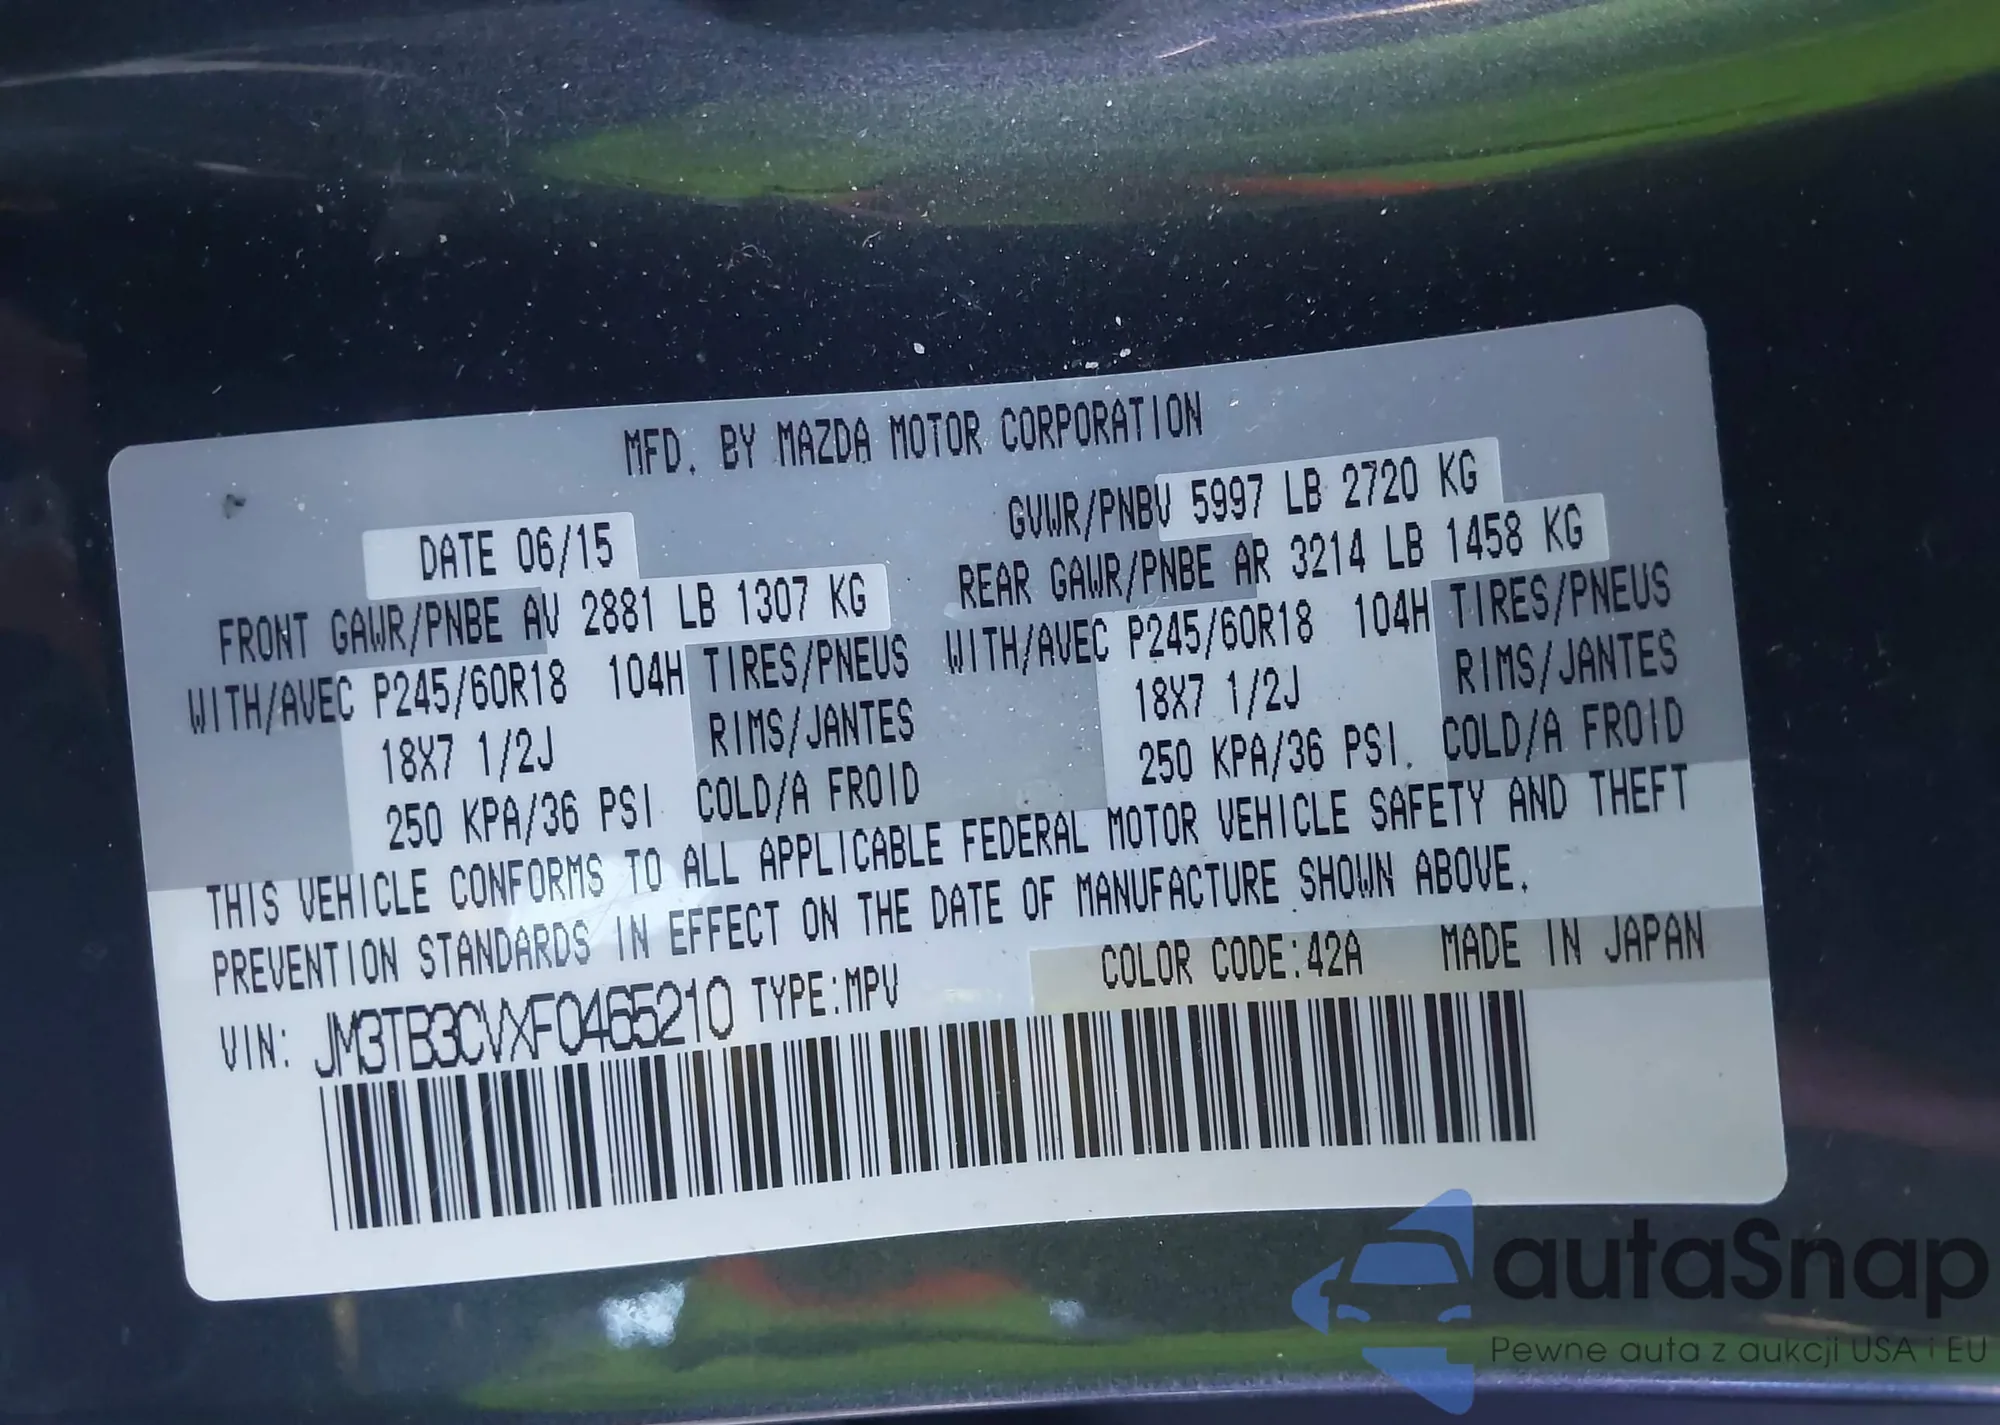 MFD. BY MAZDA MOTOR CORPORATION
DATE 06/15 GVWR/PNBV 5997 LB 2720 KG
FRONT GAWR/PNBE AV 2881 LB 1307 KG REAR GAWR/PNBE AR 3214 LB 1458 KG
WITH/AVEC P245/60R18 104H TIRES/PNEUS WITH/AVEC P245/60R18 104H TIRES/PNEUS
18X7 1/2J RIMS/JANTES 18X7 1/2J RIMS/JANTES
250 KPA/36 PSI COLD/A FROID 250 KPA/36 PSI. COLD/A FROID
THIS VEHICLE CONFORMS TO ALL APPLICABLE FEDERAL MOTOR VEHICLE SAFETY AND THEFT
PREVENTION STANDARDS IN EFFECT ON THE DATE OF MANUFACTURE SHOWN ABOVE.
COLOR CODE:42A MADE IN JAPAN
VIN: JM3TB3CVXF0465210 TYPE:MPV
autaSnap
Pewne auta z aukcji USA i EU